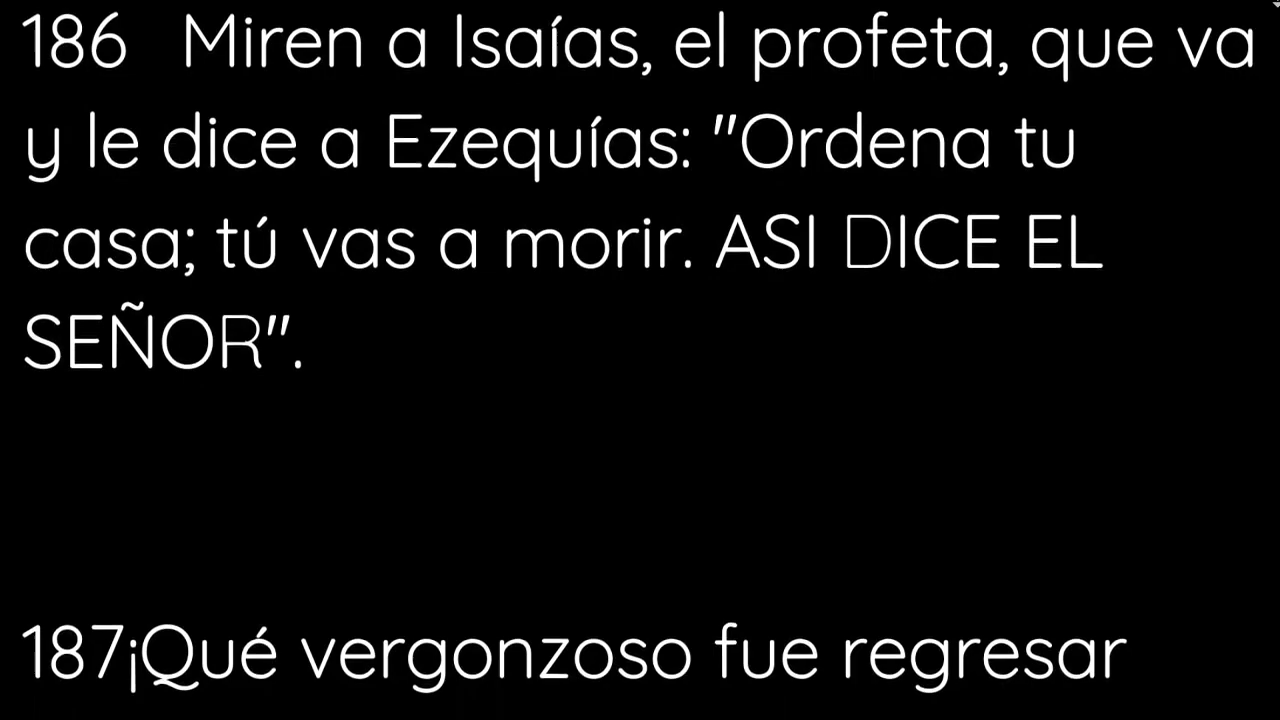 186 Miren a Isaías, el profeta, que va
y le dice a Ezequías: "Ordena tu
casa; tú vas a morir. ASI DICE EL
SEÑOR".
187¡Qué vergonzoso fue regresar